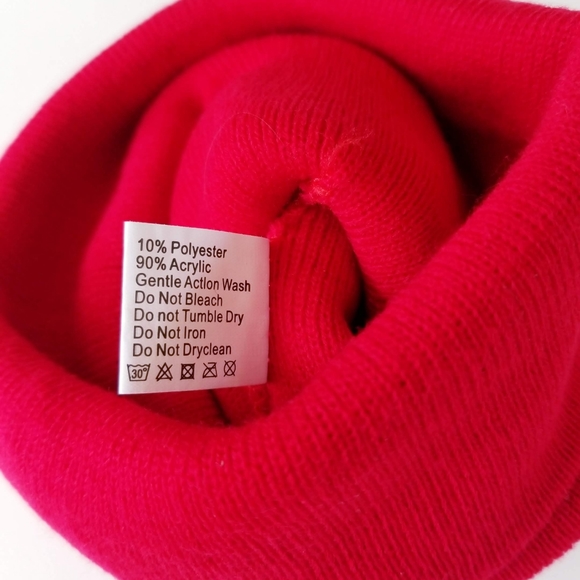 10% Polyester
90% Acrylic
Gentle Action Wash
Do Not Bleach
Do not Tumble Dry
Do Not Iron
Do Not Dryclean
30°